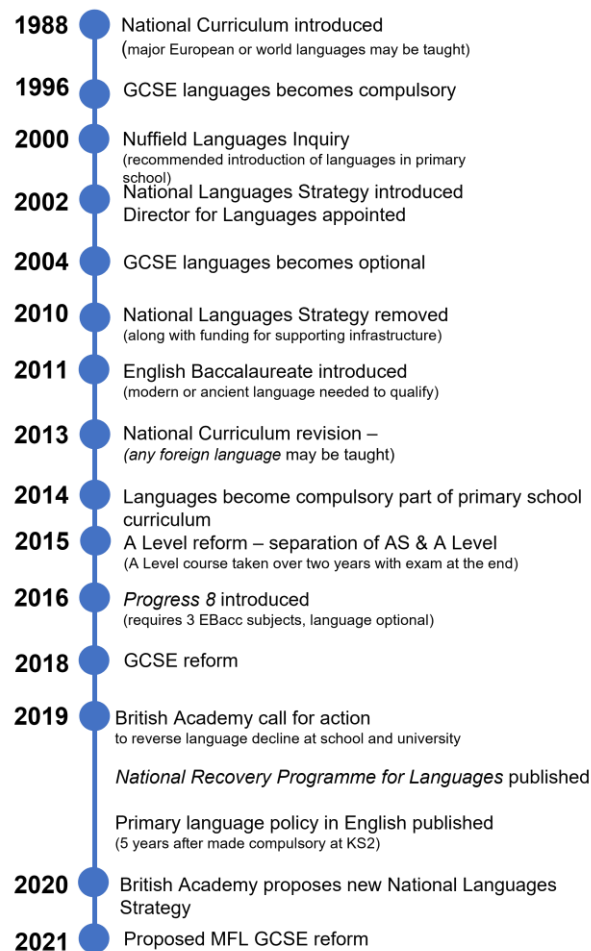 1988 National Curriculum introduced
(major European or world languages may be taught)
1996 GCSE languages becomes compulsory
2000 Nuffield Languages Inquiry
(recommended introduction of languages in primary
school)
2002 National Languages Strategy introduced
Director for Languages appointed
2004 GCSE languages becomes optional
2010 National Languages Strategy removed
(along with funding for supporting infrastructure)
2011 English Baccalaureate introduced
(modern or ancient language needed to qualify)
2013 National Curriculum revision –
(any foreign language may be taught)
2014 Languages become compulsory part of primary school
curriculum
2015 A Level reform – separation of AS & A Level
(A Level course taken over two years with exam at the end)
2016 Progress 8 introduced
(requires 3 EBacc subjects, language optional)
2018 GCSE reform
2019 British Academy call for action
to reverse language decline at school and university
National Recovery Programme for Languages published
Primary language policy in English published
(5 years after made compulsory at KS2)
2020 British Academy proposes new National Languages
Strategy
2021 Proposed MFL GCSE reform